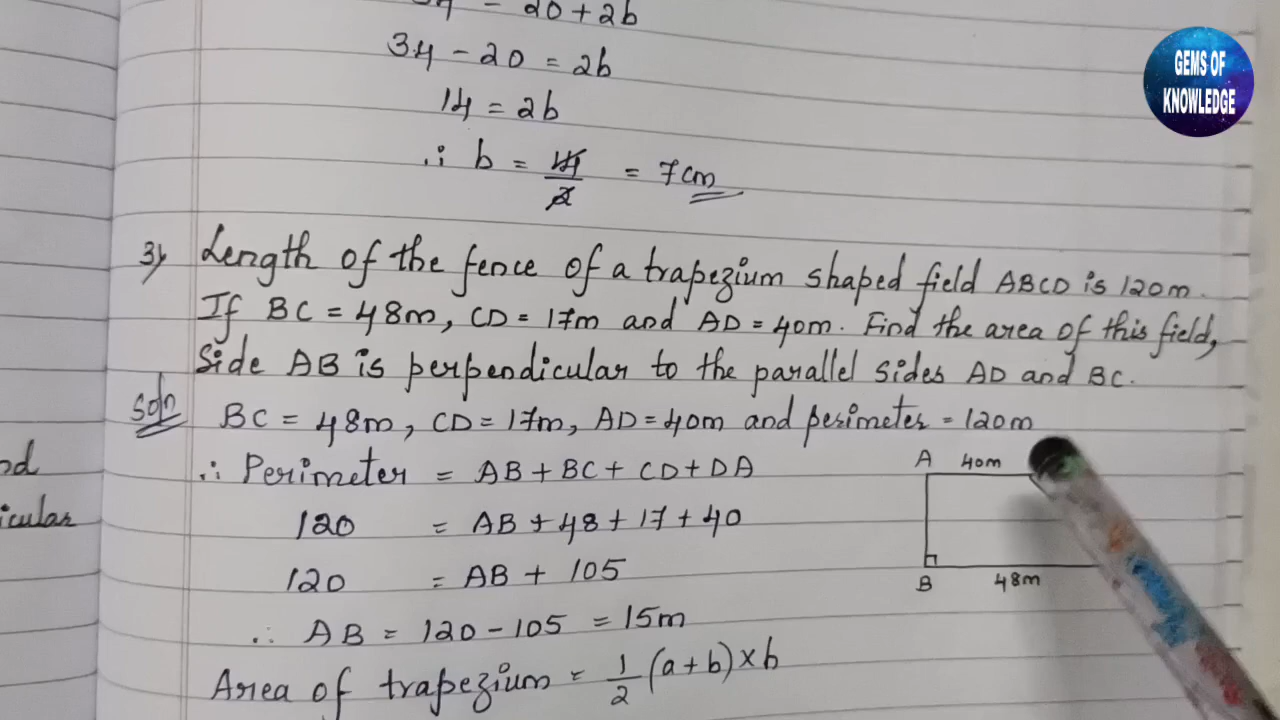 - 20 + 2b
34 - 20 = 2b
14 = 2b
∴ b = 14/2 = 7cm
GEMS OF
KNOWLEDGE
3) Length of the fence of a trapezium shaped field ABCD is 120m.
If BC = 48m, CD = 17m and AD = 40m. Find the area of this field,
Side AB is perpendicular to the parallel sides AD and BC.
Soln BC = 48m, CD = 17m, AD = 40m and perimeter = 120m
∴ Perimeter = AB + BC + CD + DA
120 = AB + 48 + 17 + 40
120 = AB + 105
∴ AB = 120 - 105 = 15m
Area of trapezium = 1/2 (a+b) × b
A 40m
B 48m
icular